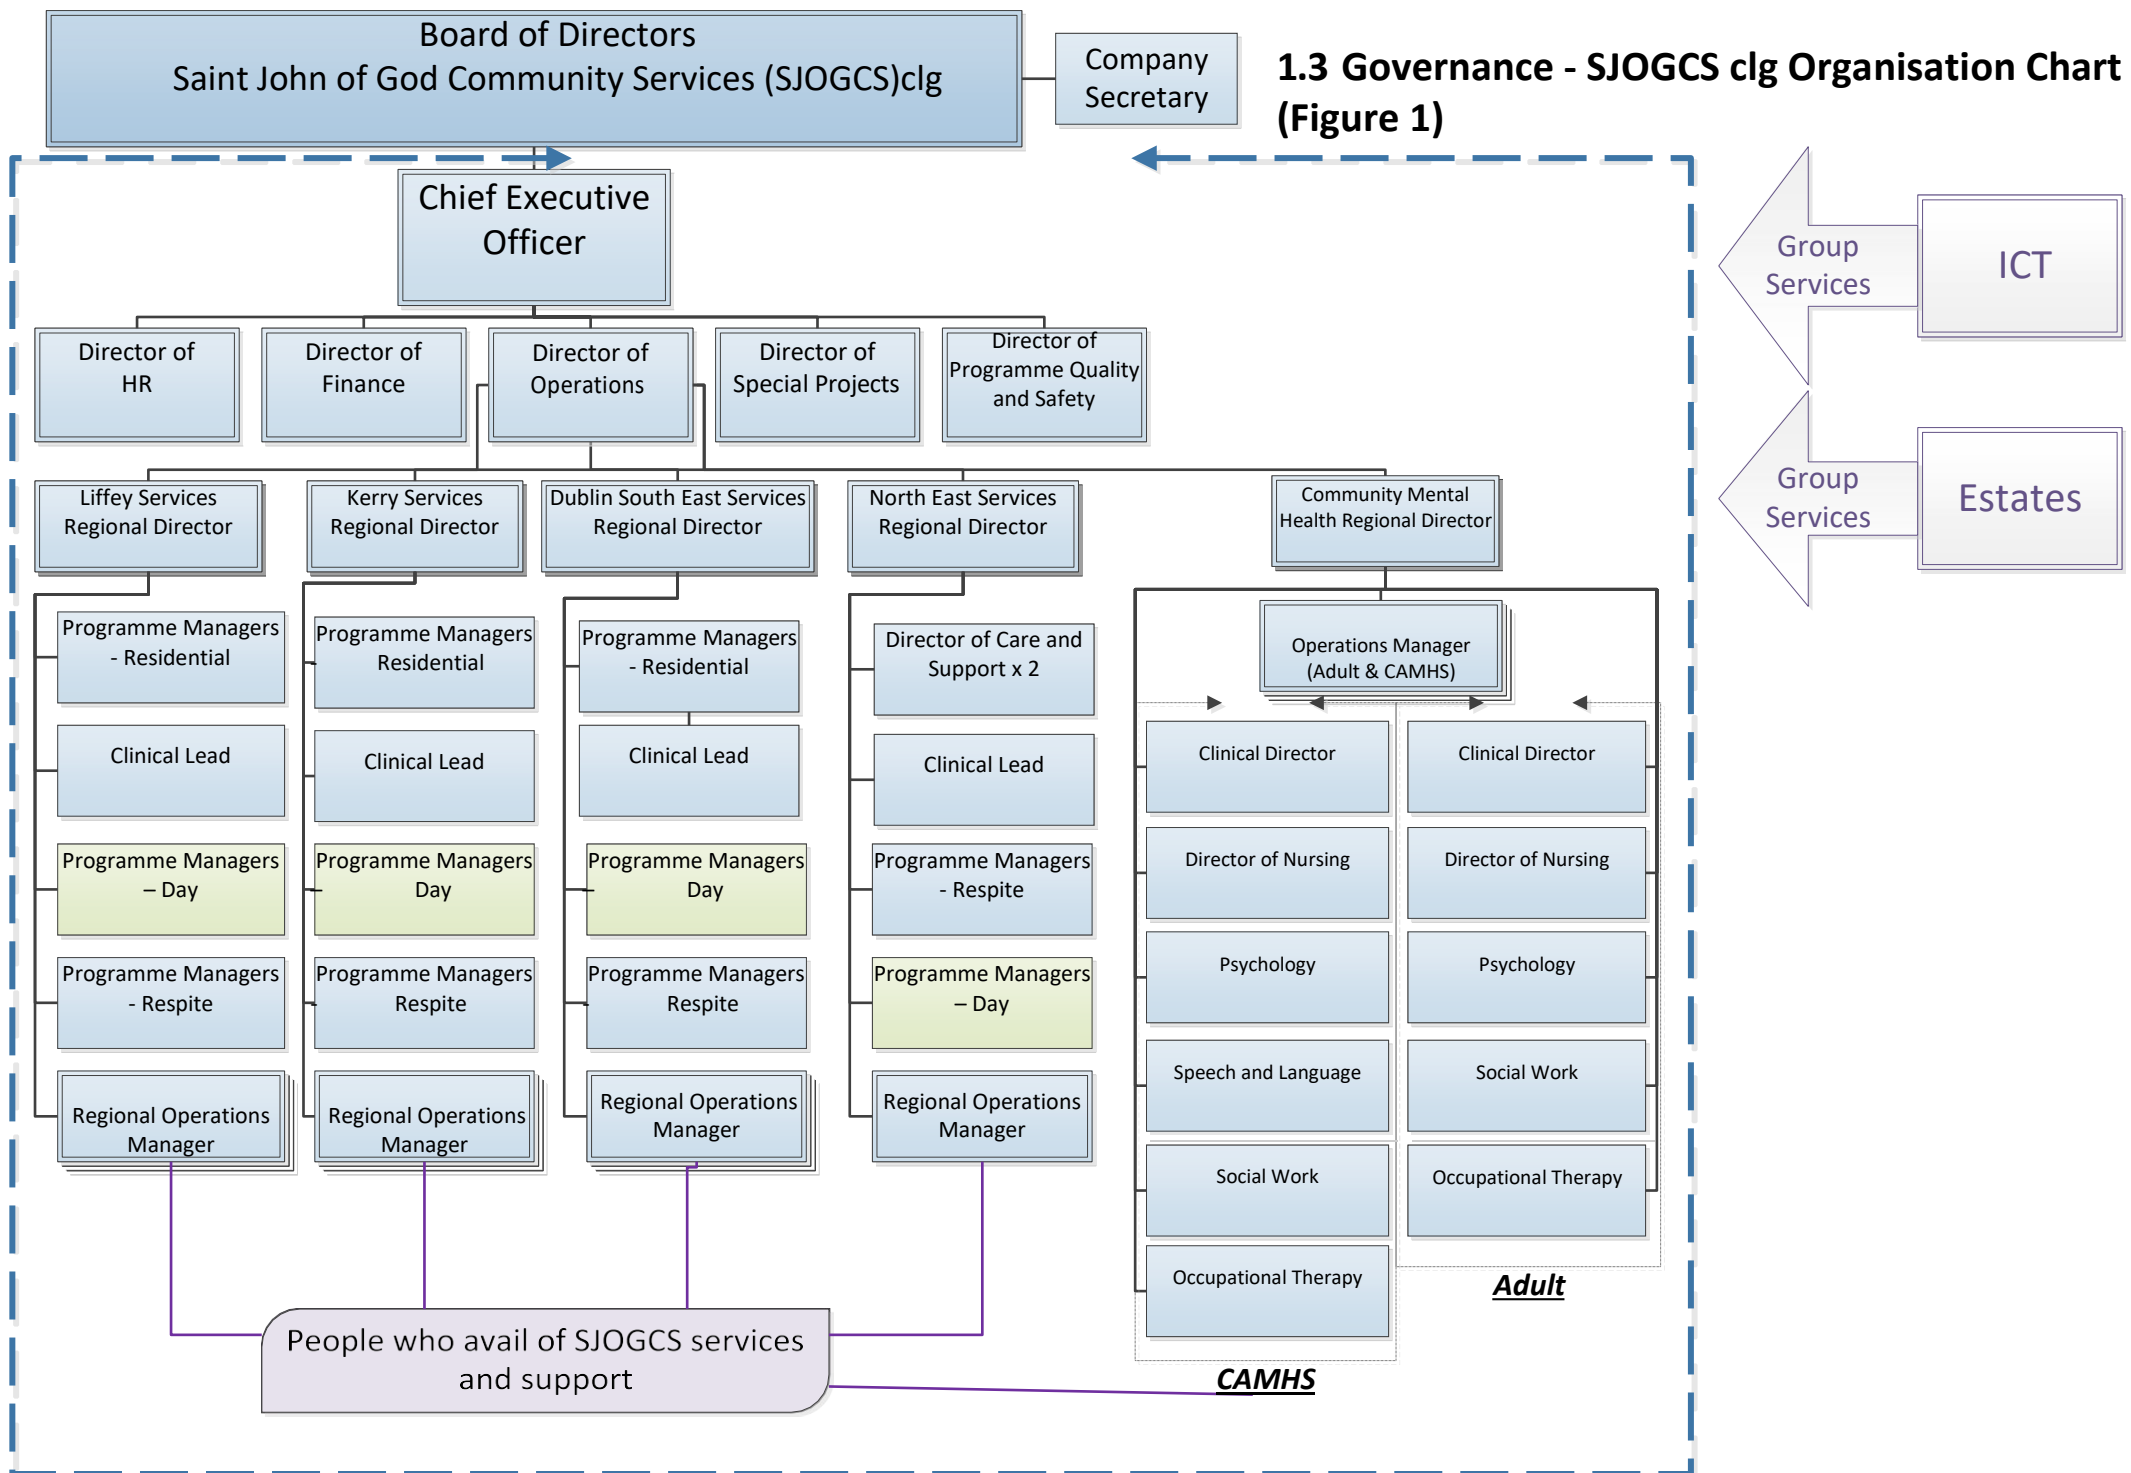 Board of Directors
Saint John of God Community Services (SJOGCS)clg
Company
Secretary
1.3 Governance - SJOGCS clg Organisation Chart
(Figure 1)
Chief Executive
Officer
Group
Services
ICT
Director of
HR
Director of
Finance
Director of
Operations
Director of
Special Projects
Director of
Programme Quality
and Safety
Group
Services
Estates
Liffey Services
Regional Director
Kerry Services
Regional Director
Dublin South East Services
Regional Director
North East Services
Regional Director
Community Mental
Health Regional Director
Programme Managers
- Residential
Clinical Lead
Programme Managers
– Day
Programme Managers
- Respite
Regional Operations
Manager
Programme Managers
- Residential
Clinical Lead
Programme Managers
– Day
Programme Managers
- Respite
Regional Operations
Manager
Programme Managers
- Residential
Clinical Lead
Programme Managers
– Day
Programme Managers
- Respite
Regional Operations
Manager
Director of Care and
Support x 2
Clinical Lead
Programme Managers
- Respite
Programme Managers
– Day
Regional Operations
Manager
Operations Manager
(Adult & CAMHS)
Clinical Director
Director of Nursing
Psychology
Speech and Language
Social Work
Occupational Therapy
CAMHS
Clinical Director
Director of Nursing
Psychology
Social Work
Occupational Therapy
Adult
People who avail of SJOGCS services
and support